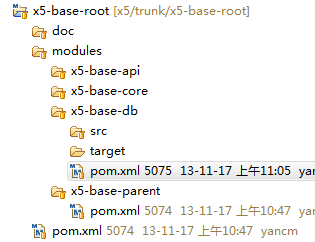 x5-base-root [x5/trunk/x5-base-root]
doc
modules
x5-base-api
x5-base-core
x5-base-db
src
target
pom.xml 5075 13-11-17 上午11:05 yan
x5-base-parent
pom.xml 5074 13-11-17 上午10:47 yan
pom.xml 5074 13-11-17 上午10:47 yancm